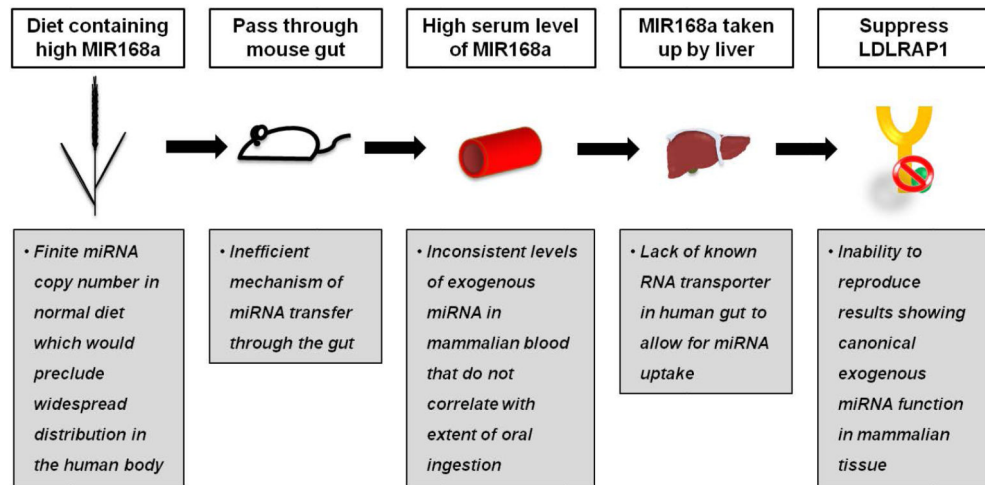 Diet containing
high MIR168a
Pass through
mouse gut
High serum level
of MIR168a
MIR168a taken
up by liver
Suppress
LDLRAP1
• Finite miRNA
copy number in
normal diet
which would
preclude
widespread
distribution in
the human body
• Inefficient
mechanism of
miRNA transfer
through the gut
• Inconsistent levels
of exogenous
miRNA in
mammalian blood
that do not
correlate with
extent of oral
ingestion
• Lack of known
RNA transporter
in human gut to
allow for miRNA
uptake
• Inability to
reproduce
results showing
canonical
exogenous
miRNA function
in mammalian
tissue